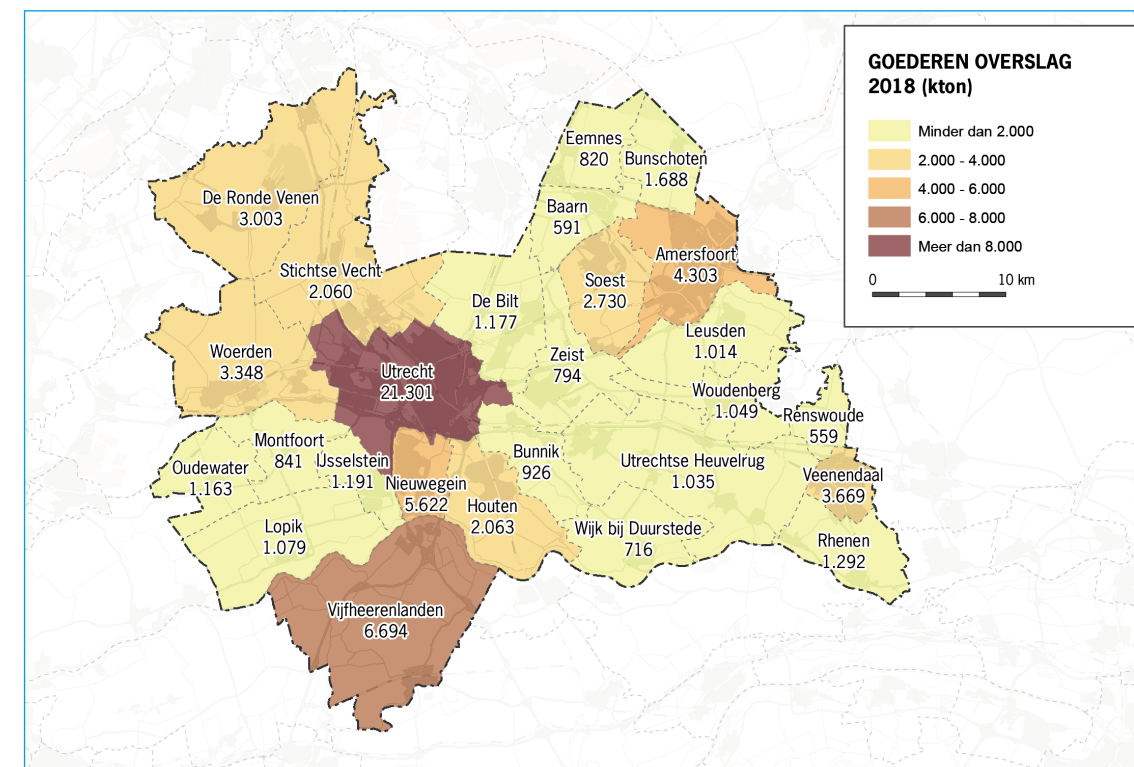 GOEDEREN OVERSLAG
2018 (kton)
Minder dan 2.000
2.000 - 4.000
4.000 - 6.000
6.000 - 8.000
Meer dan 8.000
0 10 km
Eemnes
820
Bunschoten
1.688
De Ronde Venen
3.003
Baarn
591
Amersfoort
4.303
Stichtse Vecht
2.060
Soest
2.730
De Bilt
1.177
Leusden
1.014
Woerden
3.348
Zeist
794
Utrecht
21.301
Woudenberg
1.049
Renswoude
559
Montfoort
841
IJsselstein
1.191
Bunnik
926
Utrechtse Heuvelrug
1.035
Oudewater
1.163
Veenendaal
3.669
Nieuwegein
5.622
Houten
2.063
Lopik
1.079
Wijk bij Duurstede
716
Rhenen
1.292
Vijfheerenlanden
6.694